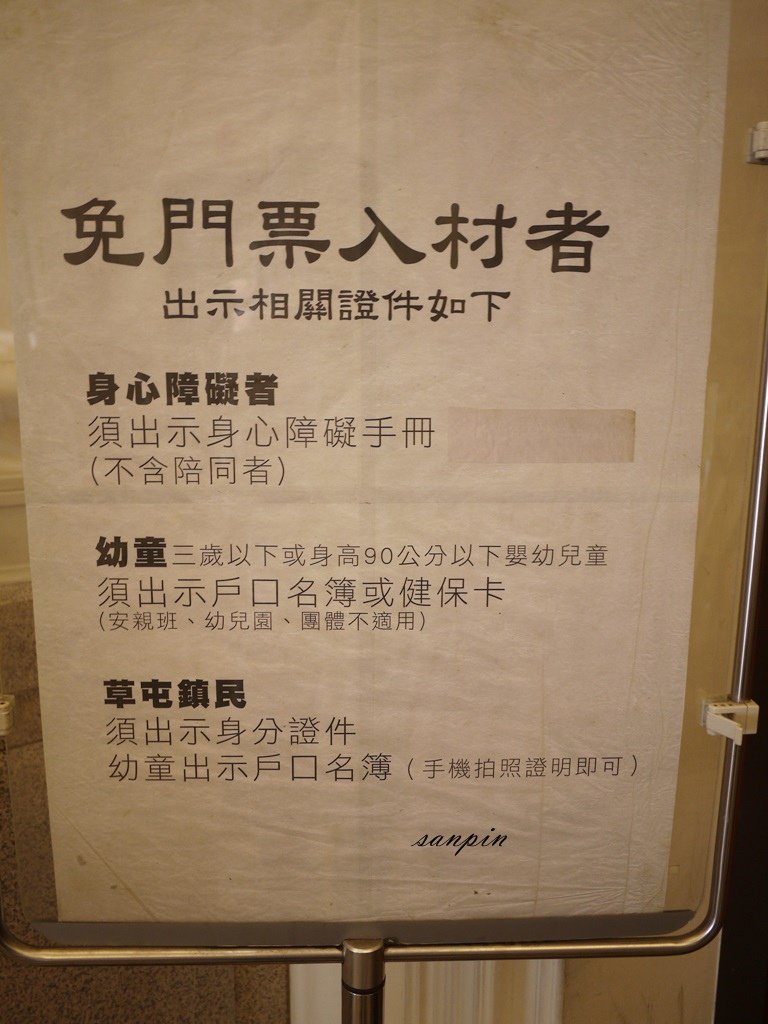 免門票入村者
出示相關證件如下
身心障礙者
須出示身心障礙手冊
(不含陪同者)
幼童三歲以下或身高90公分以下嬰幼兒童
須出示戶口名簿或健保卡
(安親班、幼兒園、團體不適用)
草屯鎮民
須出示身分證件
幼童出示戶口名簿(手機拍照證明即可)
sanpin